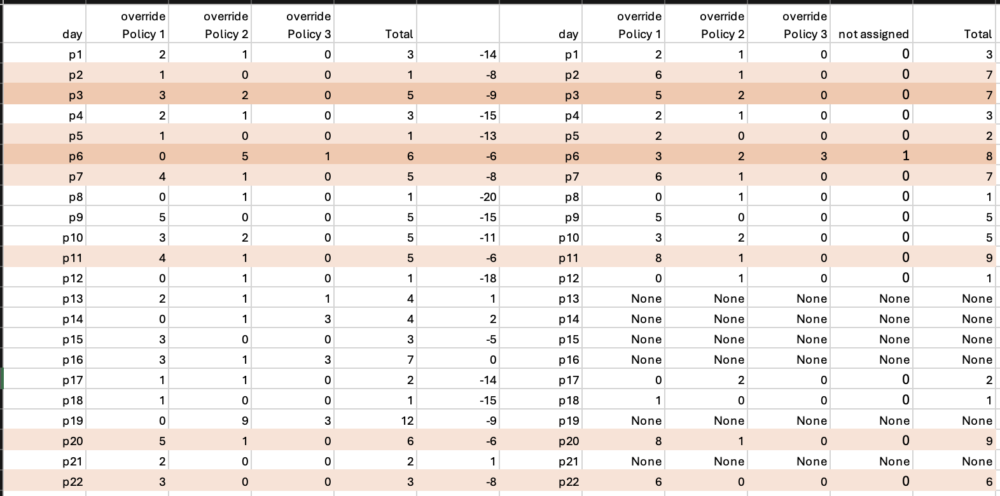 day override Policy 1 override Policy 2 override Policy 3 Total day override Policy 1 override Policy 2 override Policy 3 not assigned Total
p1 2 1 0 3 -14 p1 2 1 0 0 3
p2 1 0 0 1 -8 p2 6 1 0 0 7
p3 3 2 0 5 -9 p3 5 2 0 0 7
p4 2 1 0 3 -15 p4 2 1 0 0 3
p5 1 0 0 1 -13 p5 2 0 0 0 2
p6 0 5 1 6 -6 p6 3 2 3 1 8
p7 4 1 0 5 -8 p7 6 1 0 0 7
p8 0 1 0 1 -20 p8 0 1 0 0 1
p9 5 0 0 5 -15 p9 5 0 0 0 5
p10 3 2 0 5 -11 p10 3 2 0 0 5
p11 4 1 0 5 -6 p11 8 1 0 0 9
p12 0 1 0 1 -18 p12 0 1 0 0 1
p13 2 1 1 4 1 p13 None None None None None
p14 0 1 3 4 2 p14 None None None None None
p15 3 0 0 3 -5 p15 None None None None None
p16 3 1 3 7 0 p16 None None None None None
p17 1 1 0 2 -14 p17 0 2 0 0 2
p18 1 0 0 1 -15 p18 1 0 0 0 1
p19 0 9 3 12 -9 p19 None None None None None
p20 5 1 0 6 -6 p20 8 1 0 0 9
p21 2 0 0 2 1 p21 None None None None None
p22 3 0 0 3 -8 p22 6 0 0 0 6